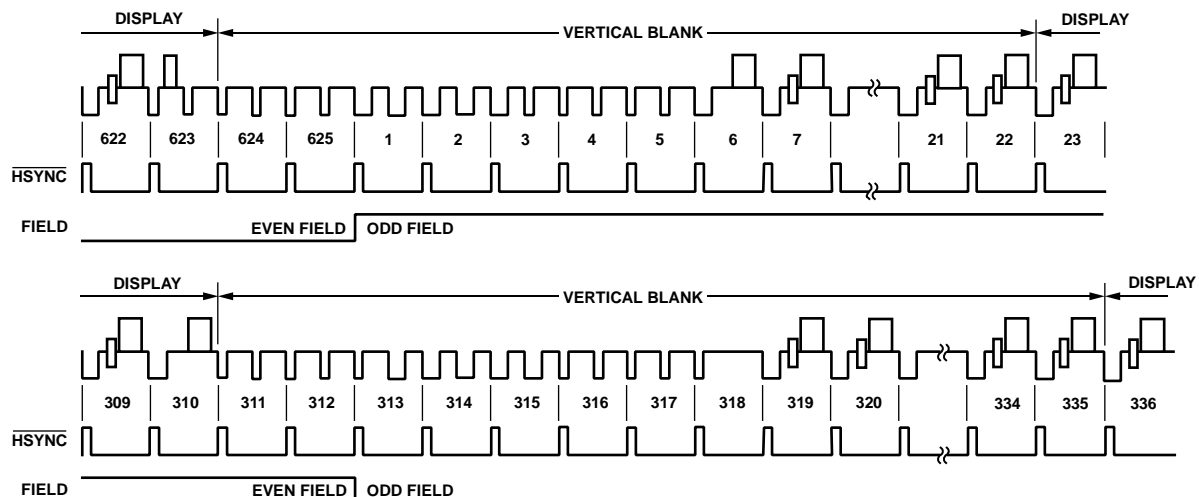 DISPLAY VERTICAL BLANK DISPLAY
622 623 624 625 1 2 3 4 5 6 7 21 22 23
HSYNC
FIELD EVEN FIELD ODD FIELD
DISPLAY VERTICAL BLANK DISPLAY
309 310 311 312 313 314 315 316 317 318 319 320 334 335 336
HSYNC
FIELD EVEN FIELD ODD FIELD